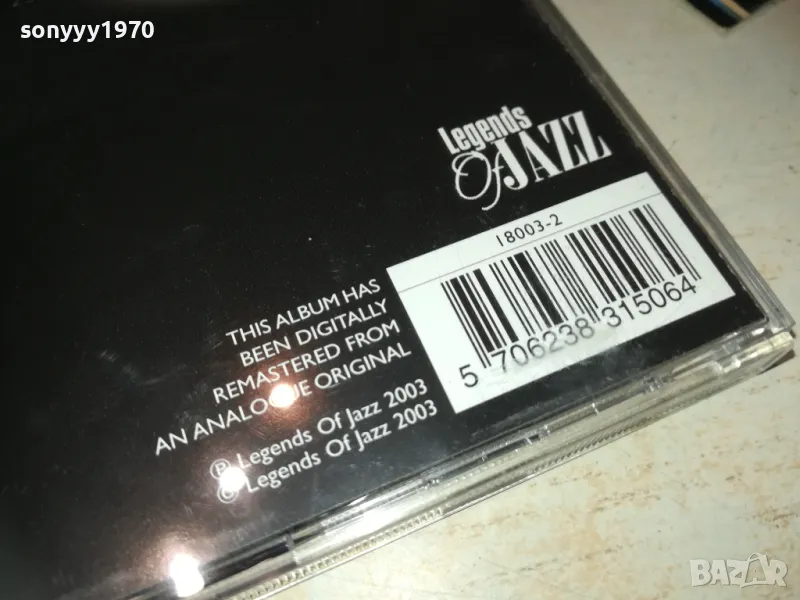 sonyyy1970
Legends
Of JAZZ
18003-2
5 706238 315064
THIS ALBUM HAS
BEEN DIGITALLY
REMASTERED FROM
AN ANALOGUE ORIGINAL
℗ Legends Of Jazz 2003
© Legends Of Jazz 2003
BAZAR